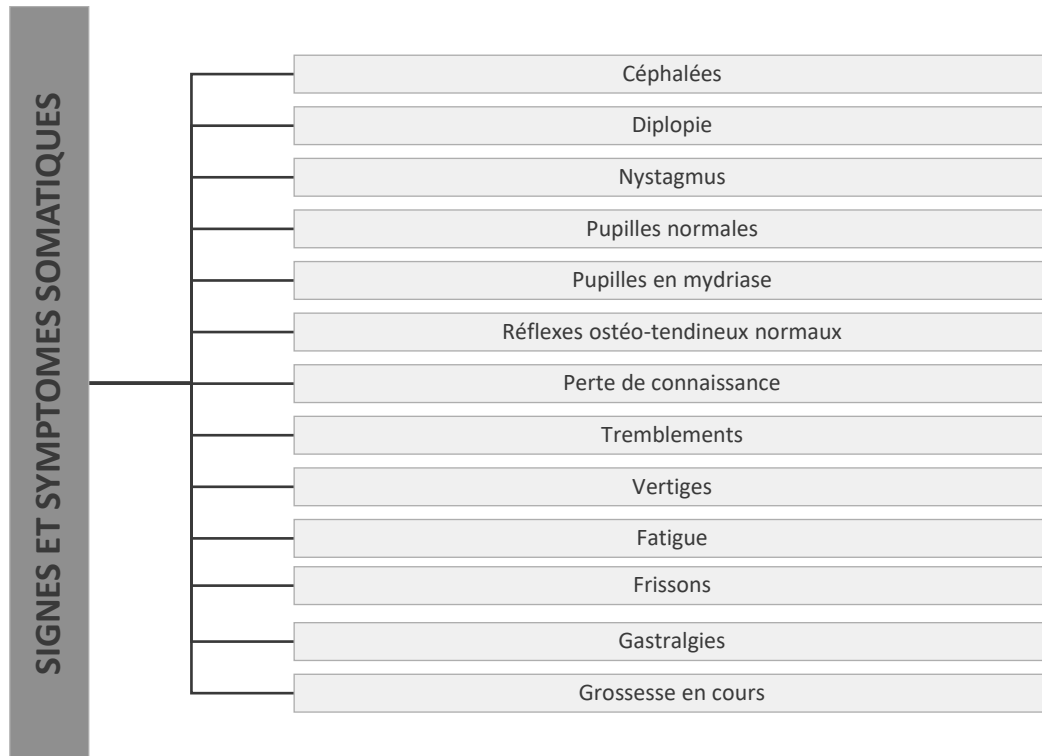 SIGNES ET SYMPTOMES SOMATIQUES
Céphalées
Diplopie
Nystagmus
Pupilles normales
Pupilles en mydriase
Réflexes ostéo-tendineux normaux
Perte de connaissance
Tremblements
Vertiges
Fatigue
Frissons
Gastralgies
Grossesse en cours